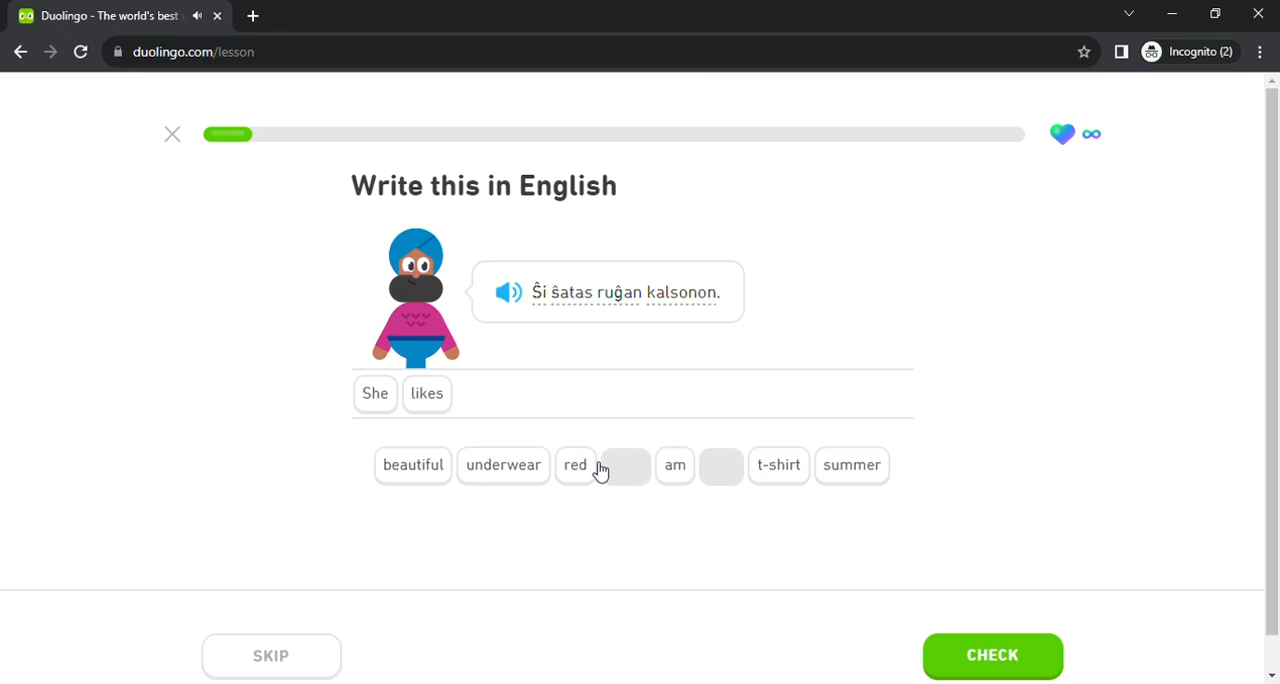 Duolingo - The world's best
duolingo.com/lesson
Incognito (2)
Write this in English
Ŝi ŝatas ruĝan kalsonon.
She likes
beautiful underwear red am t-shirt summer
SKIP CHECK